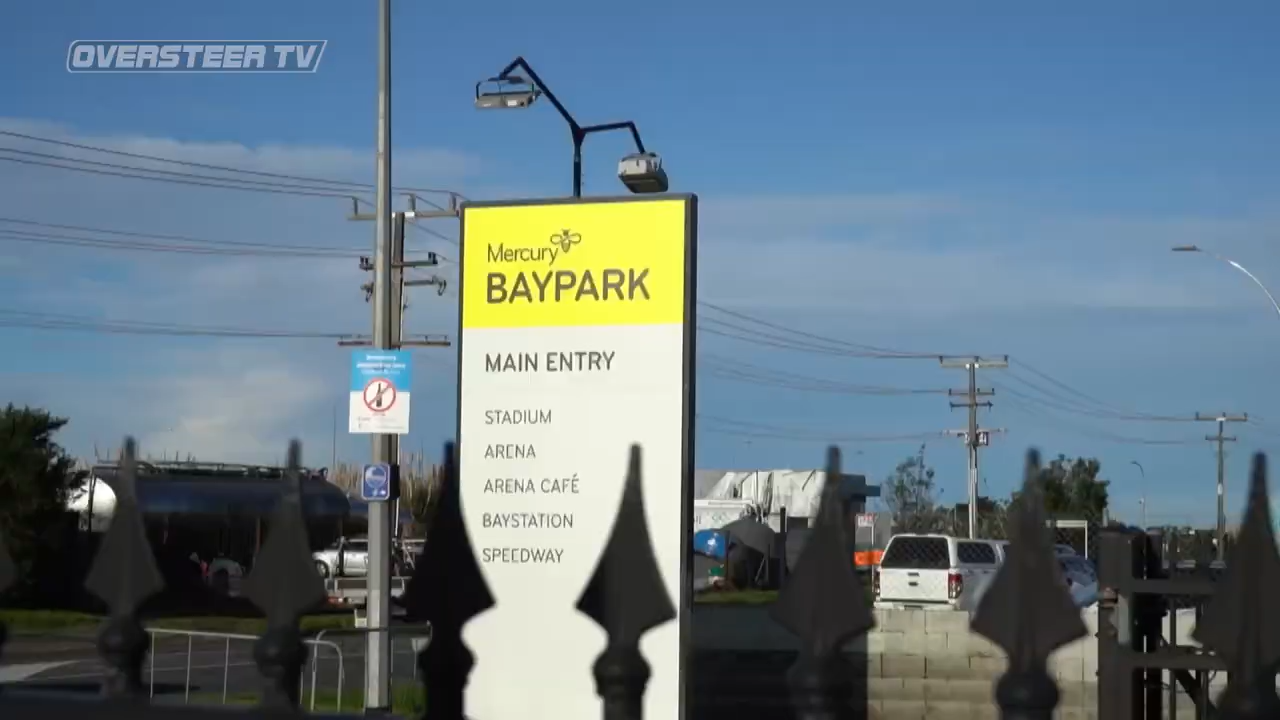 OVERSTEER TV
Mercury
BAYPARK
MAIN ENTRY
STADIUM
ARENA
ARENA CAFÉ
BAYSTATION
SPEEDWAY